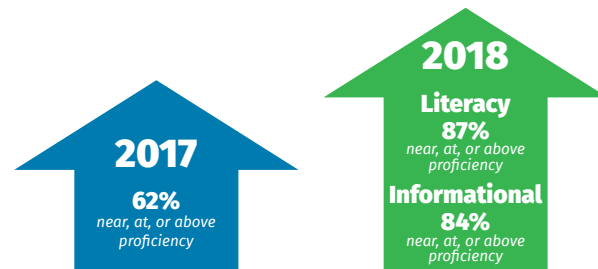 2017
62%
near, at, or above
proficiency
2018
Literacy
87%
near, at, or above
proficiency
Informational
84%
near, at, or above
proficiency